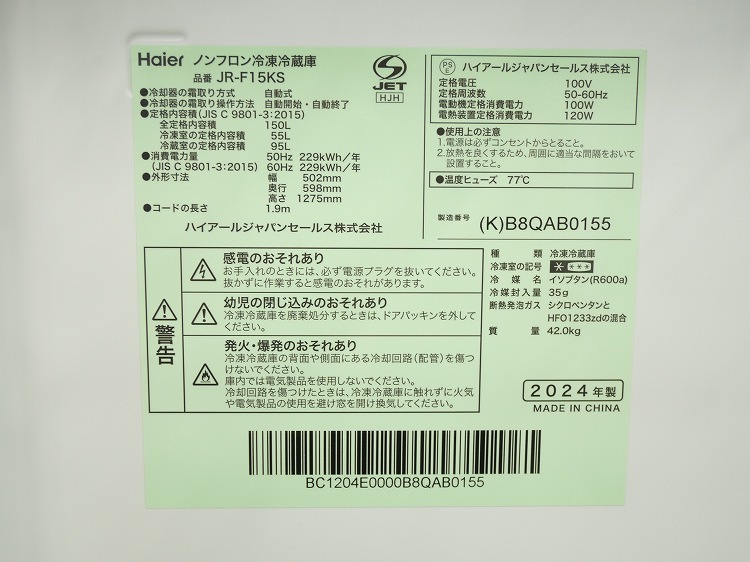 Haier ノンフロン冷凍冷蔵庫
品番 JR-F15KS
●冷却器の霜取り方式 自動式
●冷却器の霜取り操作方法 自動開始・自動終了
●定格内容積(JIS C 9801-3:2015)
全定格内容積 150L
冷凍室の定格内容積 55L
冷蔵室の定格内容積 95L
●消費電力量 50Hz 229kWh/年
(JIS C 9801-3:2015) 60Hz 229kWh/年
●外形寸法 幅 502mm
奥行 598mm
高さ 1275mm
●コードの長さ 1.9m
ハイアールジャパンセールス株式会社
S
JET
HJH
PS
E
ハイアールジャパンセールス株式会社
定格電圧 100V
定格周波数 50-60Hz
電動機定格消費電力 100W
電熱装置定格消費電力 120W
●使用上の注意
1.電源は必ずコンセントからとること。
2.放熱を良くするため、周囲に適当な間隔をおいて
設置すること。
●温度ヒューズ 77℃
製造番号 (K)B8QAB0155
警告
感電のおそれあり
お手入れのときには、必ず電源プラグを抜いてください。
抜かずに作業すると感電のおそれがあります。
幼児の閉じ込めのおそれあり
冷凍冷蔵庫を廃棄処分するときは、ドアパッキンを外して
ください。
発火・爆発のおそれあり
冷凍冷蔵庫の背面や側面にある冷却回路(配管)を傷つ
けないでください。
庫内では電気製品を使用しないでください。
冷却回路を傷つけたときは、冷凍冷蔵庫に触れずに火気
や電気製品の使用を避け窓を開け換気してください。
種類 冷凍冷蔵庫
冷凍室の記号 ****
冷媒名 イソブタン(R600a)
冷媒封入量 35g
断熱発泡ガス シクロペンタンと
HFO1233zdの混合
質量 42.0kg
2024年製
MADE IN CHINA
BC1204E0000B8QAB0155